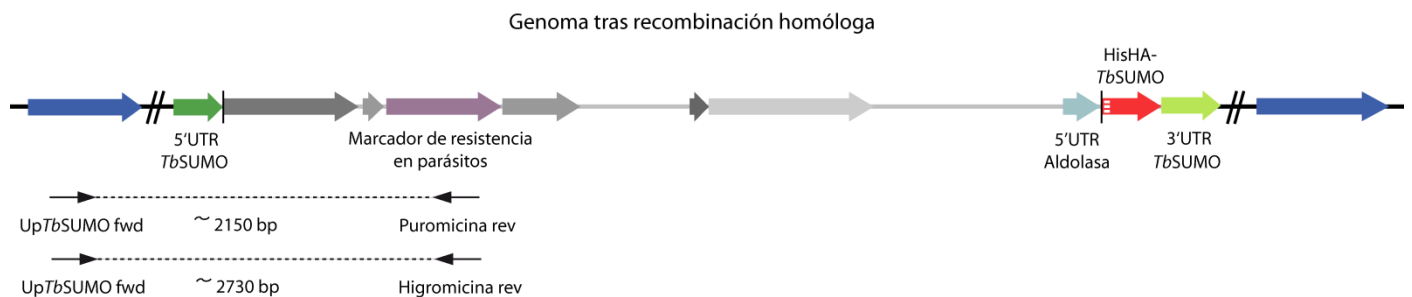 Genoma tras recombinación homóloga
HisHA-
TbSUMO
5'UTR
TbSUMO
Marcador de resistencia
en parásitos
5'UTR
Aldolasa
3'UTR
TbSUMO
UpTbSUMO fwd
~ 2150 bp
Puromicina rev
UpTbSUMO fwd
~ 2730 bp
Higromicina rev